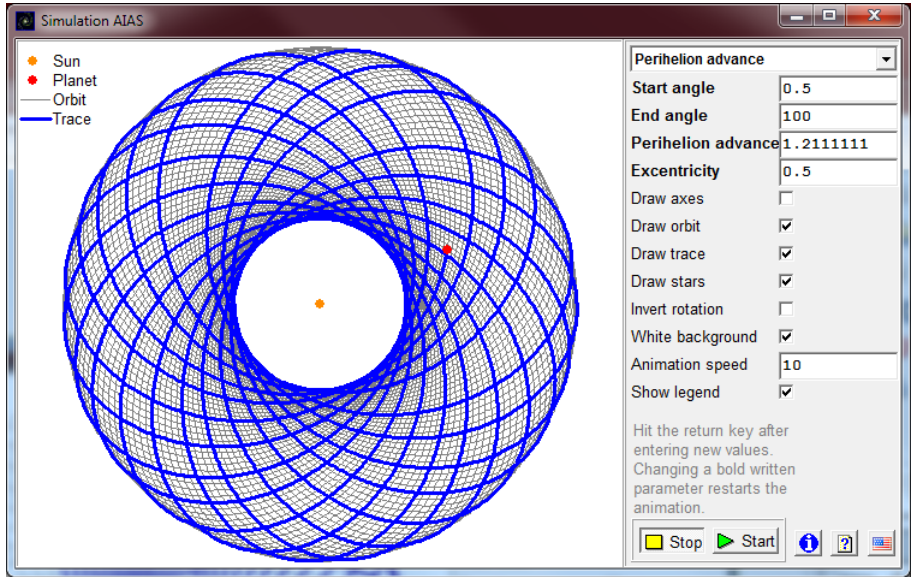 Simulation AIAS
Sun
Planet
Orbit
Trace
Perihelion advance
Start angle 0.5
End angle 100
Perihelion advance 1.2111111
Excentricity 0.5
Draw axes
Draw orbit
Draw trace
Draw stars
Invert rotation
White background
Animation speed 10
Show legend
Hit the return key after
entering new values.
Changing a bold written
parameter restarts the
animation.
Stop Start